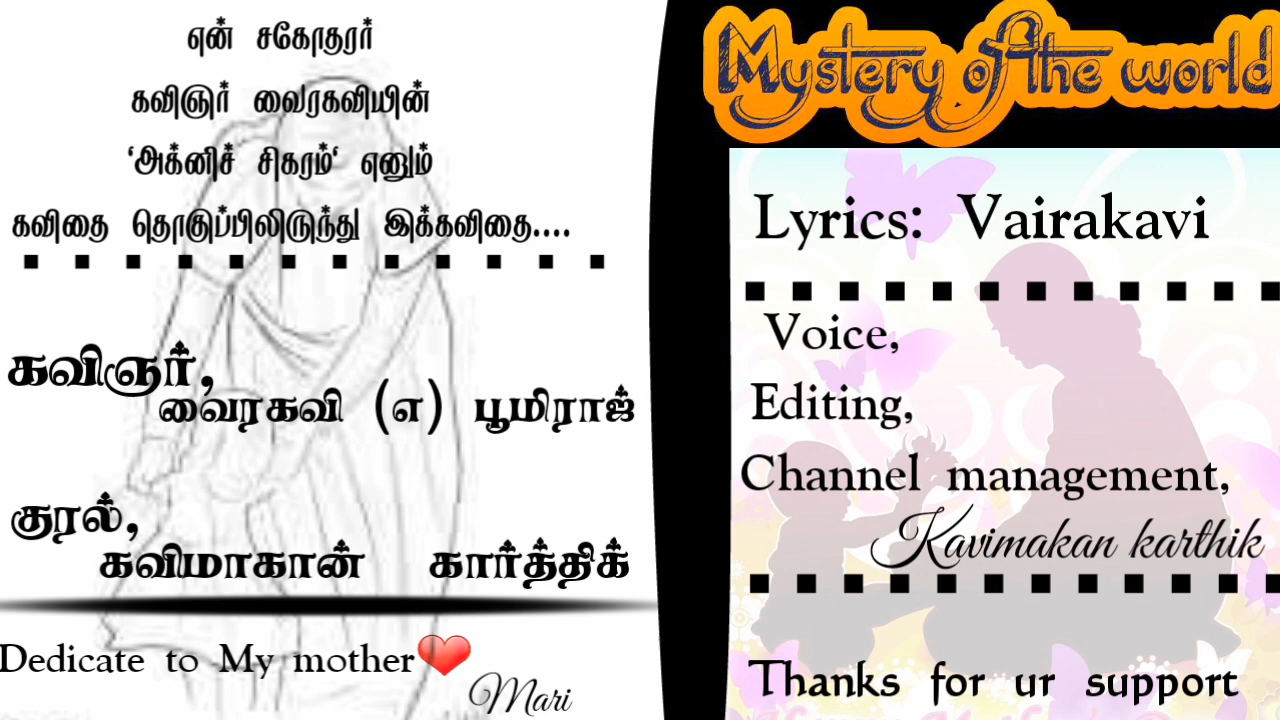 என் சகோதரர்
கவிஞர் வைரகவியின்
‘அக்னிச் சிகரம்‘ எனும்
கவிதை தொகுப்பிலிடுந்து இக்கவிதை....
கவிஞர்,
வைரகவி (எ) பூமிராஜ்
குரல்,
கவிமாகான் கார்த்திக்
Dedicate to My mother❤
Mari
Mystery of the world
Lyrics: Vairakavi
Voice,
Editing,
Channel management,
Kavimakan karthik
Thanks for ur support